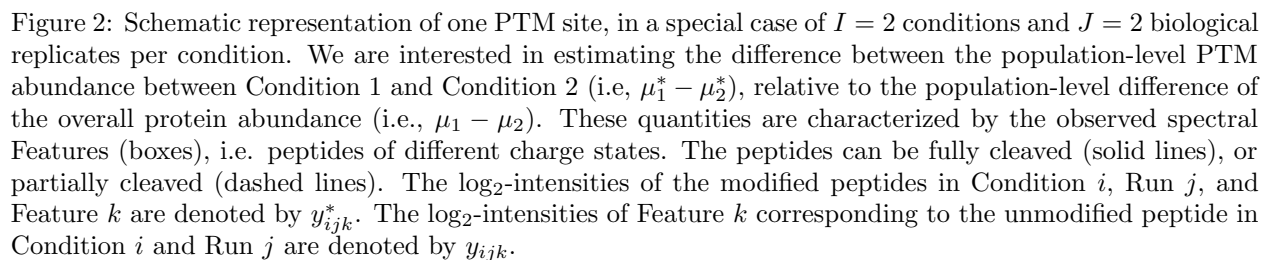 Figure 2: Schematic representation of one PTM site, in a special case of I = 2 conditions and J = 2 biological
replicates per condition. We are interested in estimating the difference between the population-level PTM
abundance between Condition 1 and Condition 2 (i.e, μ₁* − μ₂*), relative to the population-level difference of
the overall protein abundance (i.e., μ₁ − μ₂). These quantities are characterized by the observed spectral
Features (boxes), i.e. peptides of different charge states. The peptides can be fully cleaved (solid lines), or
partially cleaved (dashed lines). The log₂-intensities of the modified peptides in Condition i, Run j, and
Feature k are denoted by y*ᵢⱼₖ. The log₂-intensities of Feature k corresponding to the unmodified peptide in
Condition i and Run j are denoted by yᵢⱼₖ.